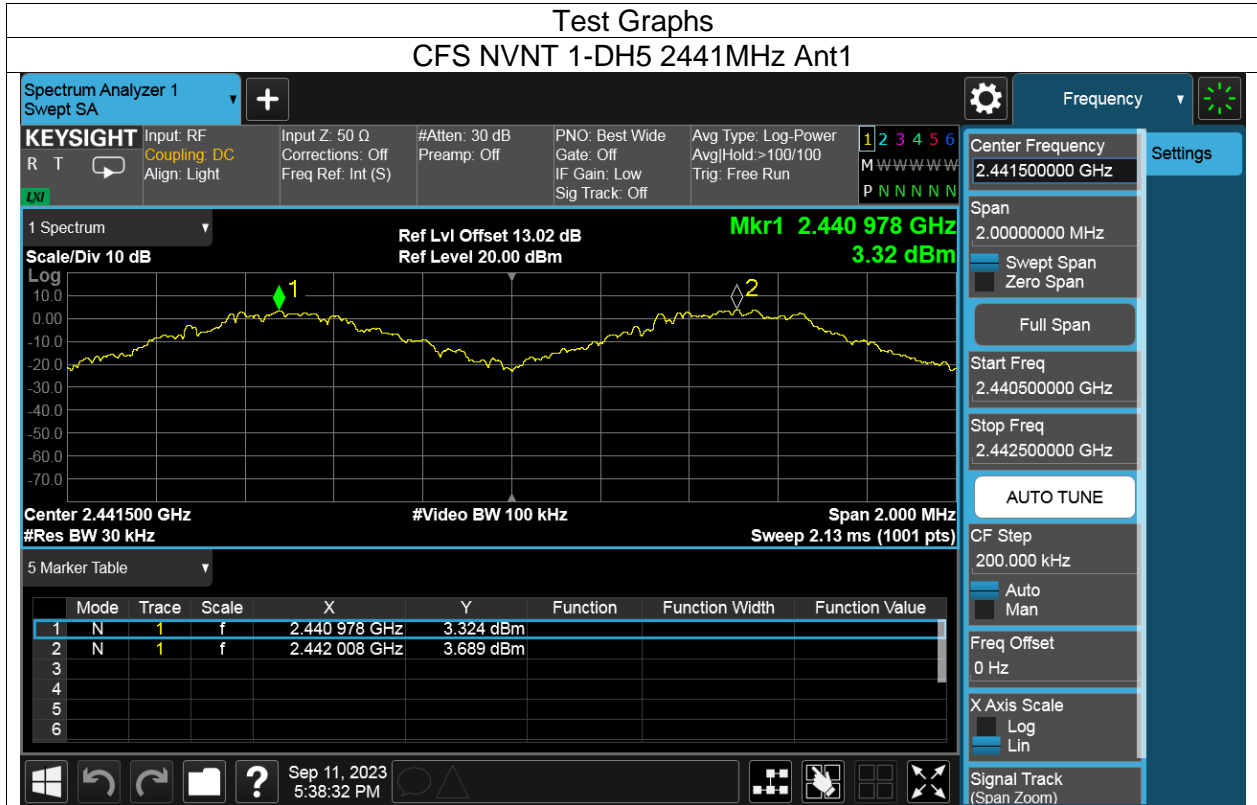 Test Graphs
CFS NVNT 1-DH5 2441MHz Ant1
Spectrum Analyzer 1
Swept SA
Frequency
KEYSIGHT
R T
LXI
Input: RF
Coupling: DC
Align: Light
Input Z: 50 Ω
Corrections: Off
Freq Ref: Int (S)
#Atten: 30 dB
Preamp: Off
PNO: Best Wide
Gate: Off
IF Gain: Low
Sig Track: Off
Avg Type: Log-Power
Avg|Hold:>100/100
Trig: Free Run
1 2 3 4 5 6
M W W W W W
P N N N N N
1 Spectrum
Scale/Div 10 dB
Ref Lvl Offset 13.02 dB
Ref Level 20.00 dBm
Mkr1 2.440 978 GHz
3.32 dBm
Log
10.0
0.00
-10.0
-20.0
-30.0
-40.0
-50.0
-60.0
-70.0
1
2
Center 2.441500 GHz
#Video BW 100 kHz
Span 2.000 MHz
#Res BW 30 kHz
Sweep 2.13 ms (1001 pts)
5 Marker Table
Mode Trace Scale X Y Function Function Width Function Value
1 N 1 f 2.440 978 GHz 3.324 dBm
2 N 1 f 2.442 008 GHz 3.689 dBm
3
4
5
6
?
Sep 11, 2023
5:38:32 PM
Center Frequency
2.441500000 GHz
Settings
Span
2.00000000 MHz
Swept Span
Zero Span
Full Span
Start Freq
2.440500000 GHz
Stop Freq
2.442500000 GHz
AUTO TUNE
CF Step
200.000 kHz
Auto
Man
Freq Offset
0 Hz
X Axis Scale
Log
Lin
Signal Track
(Span Zoom)